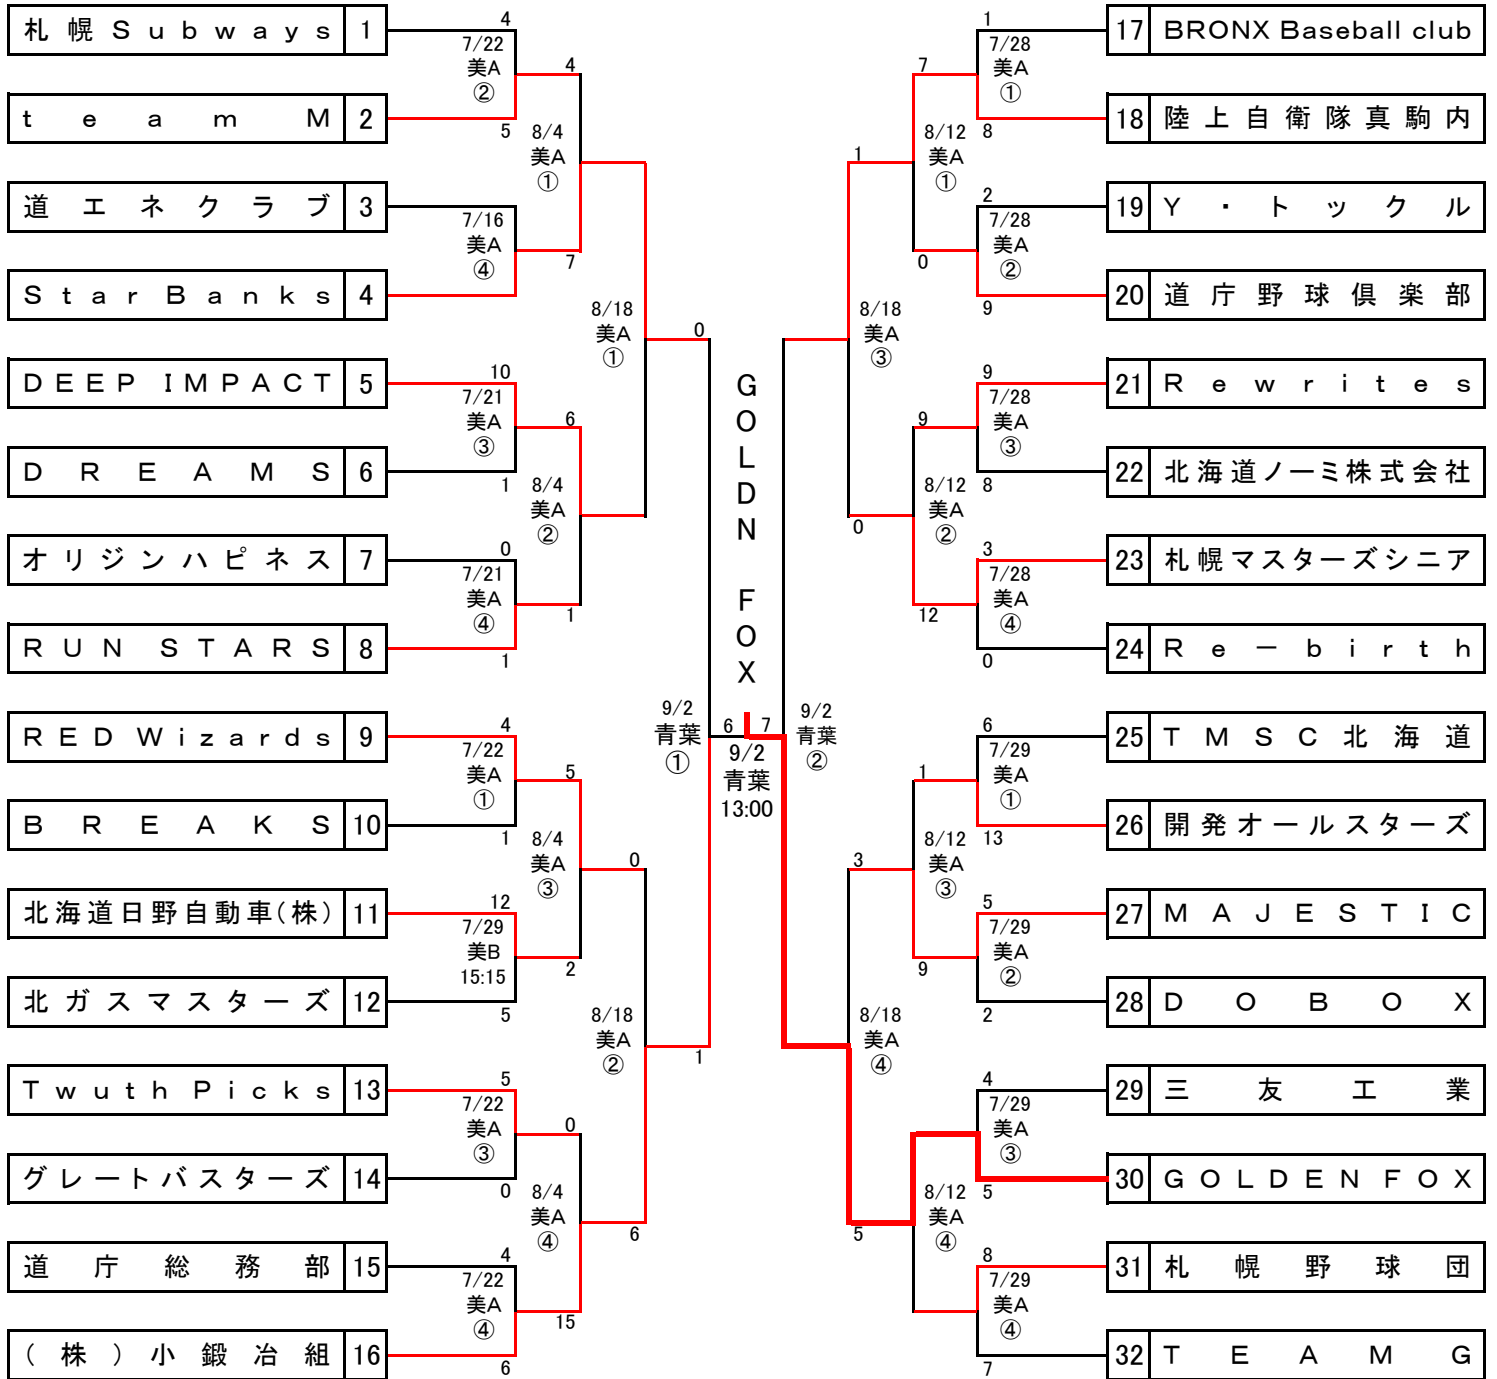 札幌Subways 1
4
7/22
美A
②
team M 2
5
4
8/4
美A
①
道エネクラブ 3
7/16
美A
④
StarBanks 4
7
8/18
美A
①
0
DEEP IMPACT 5
10
7/21
美A
③
DREAMS 6
1
6
8/4
美A
②
オリジンハピネス 7
0
7/21
美A
④
RUN STARS 8
1
1
RED Wizards 9
4
7/22
美A
①
BREAKS 10
1
5
8/4
美A
③
北海道日野自動車(株) 11
12
7/29
美B
15:15
北ガスマスターズ 12
5
2
0
8/18
美A
②
1
Twuth Picks 13
5
7/22
美A
③
グレートバスターズ 14
0
0
8/4
美A
④
道庁総務部 15
4
7/22
美A
④
(株)小鍛冶組 16
6
15
6
GOLDN FOX
9/2
青葉
①
6 7
9/2
青葉
13:00
9/2
青葉
②
17 BRONX Baseball club
1
7/28
美A
①
18 陸上自衛隊真駒内
8
7
8/12
美A
①
19 Y・トックル
2
7/28
美A
②
20 道庁野球倶楽部
9
0
1
8/18
美A
③
21 Rewrites
9
7/28
美A
③
22 北海道ノーミ株式会社
8
9
8/12
美A
②
23 札幌マスターズシニア
3
7/28
美A
④
24 Re－birth
0
12
0
25 TMSC北海道
6
7/29
美A
①
26 開発オールスターズ
13
1
8/12
美A
③
27 MAJESTIC
5
7/29
美A
②
28 DOBOX
2
9
3
8/18
美A
④
29 三友工業
4
7/29
美A
③
30 GOLDENFOX
5
8/12
美A
④
5
31 札幌野球団
8
7/29
美A
④
32 TEAMG
7